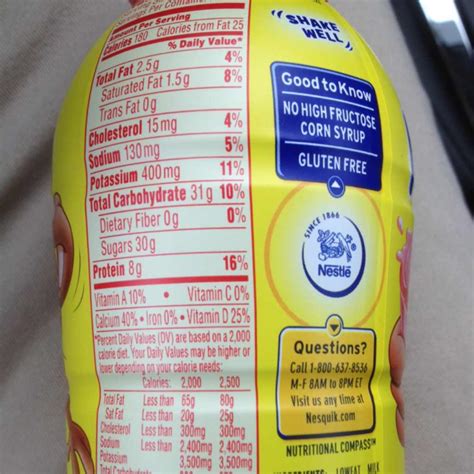 Amount Per Serving
Calories 180 Calories from Fat 25
% Daily Value*
Total Fat 2.5g 4%
Saturated Fat 1.5g 8%
Trans Fat 0g
Cholesterol 15mg 4%
Sodium 130mg 5%
Potassium 400mg 11%
Total Carbohydrate 31g 10%
Dietary Fiber 0g 0%
Sugars 30g
Protein 8g 16%
Vitamin A 10% • Vitamin C 0%
Calcium 40% • Iron 0% • Vitamin D 25%
*Percent Daily Values (DV) are based on a 2,000
calorie diet. Your Daily Values may be higher or
lower depending on your calorie needs:
Calories: 2,000 2,500
Total Fat Less than 65g 80g
Sat Fat Less than 20g 25g
Cholesterol Less than 300mg 300mg
Sodium Less than 2,400mg 2,400mg
Potassium 3,500mg 3,500mg
Total Carbohydrate
"SHAKE
WELL"
Good to Know
NO HIGH FRUCTOSE
CORN SYRUP
GLUTEN FREE
SINCE 1866
Nestlé
Questions?
Call 1-800-637-8536
M-F 8AM to 8PM ET
Visit us any time at
Nesquik.com
NUTRITIONAL COMPASS™
INGREDIENTS: LOWFAT MILK